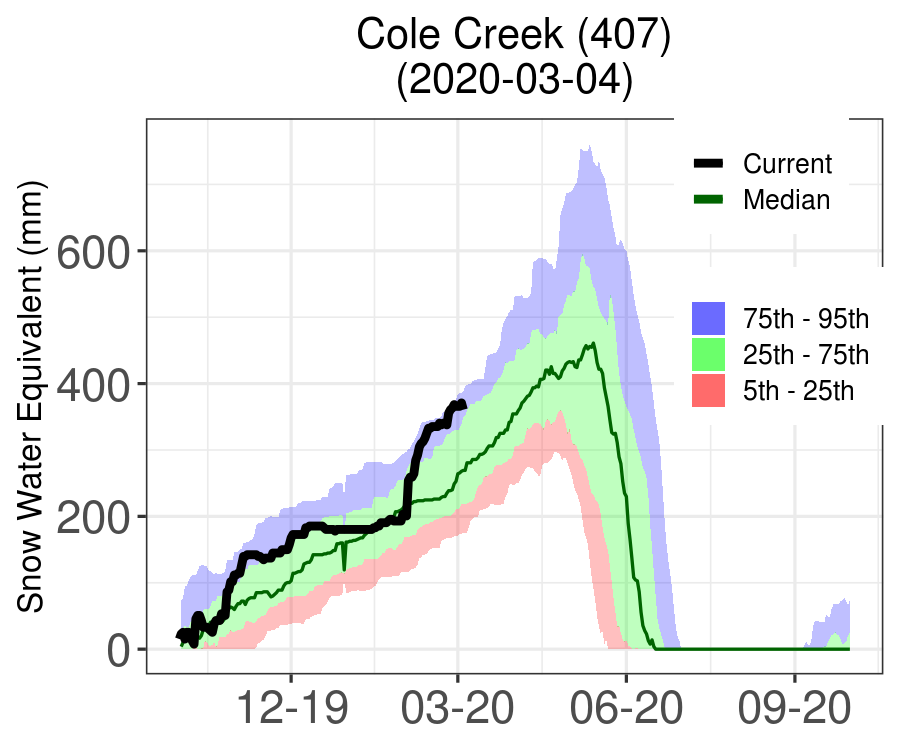 Cole Creek (407)
(2020-03-04)
Snow Water Equivalent (mm)
600
400
200
0
12-19
03-20
06-20
09-20
Current
Median
75th - 95th
25th - 75th
5th - 25th